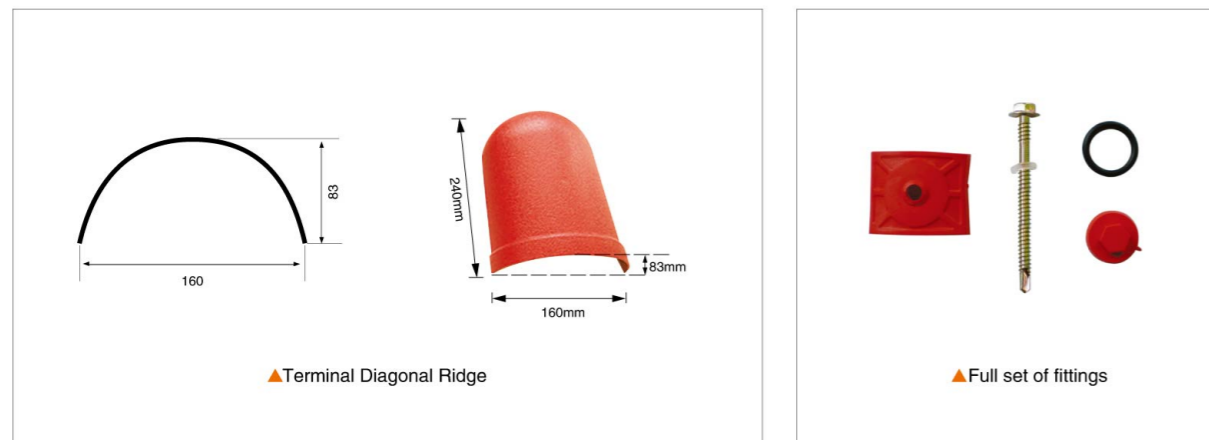 83
160
240mm
83mm
160mm
▲Terminal Diagonal Ridge
▲Full set of fittings